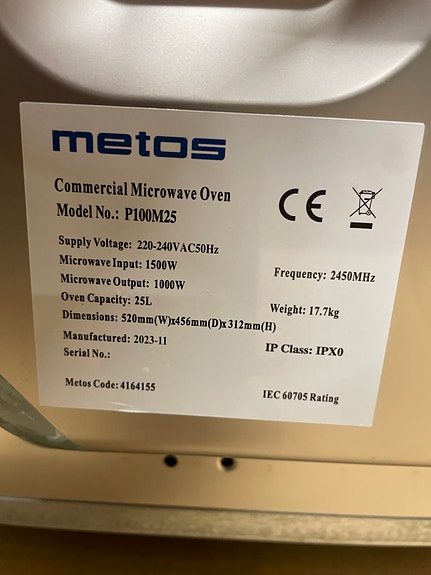 metos
Commercial Microwave Oven
Model No.: P100M25
CE
Supply Voltage: 220-240VAC50Hz
Microwave Input: 1500W
Frequency: 2450MHz
Microwave Output: 1000W
Oven Capacity: 25L
Weight: 17.7kg
Dimensions: 520mm(W)x456mm(D)x312mm(H)
Manufactured: 2023-11
IP Class: IPX0
Serial No.:
Metos Code: 4164155
IEC 60705 Rating